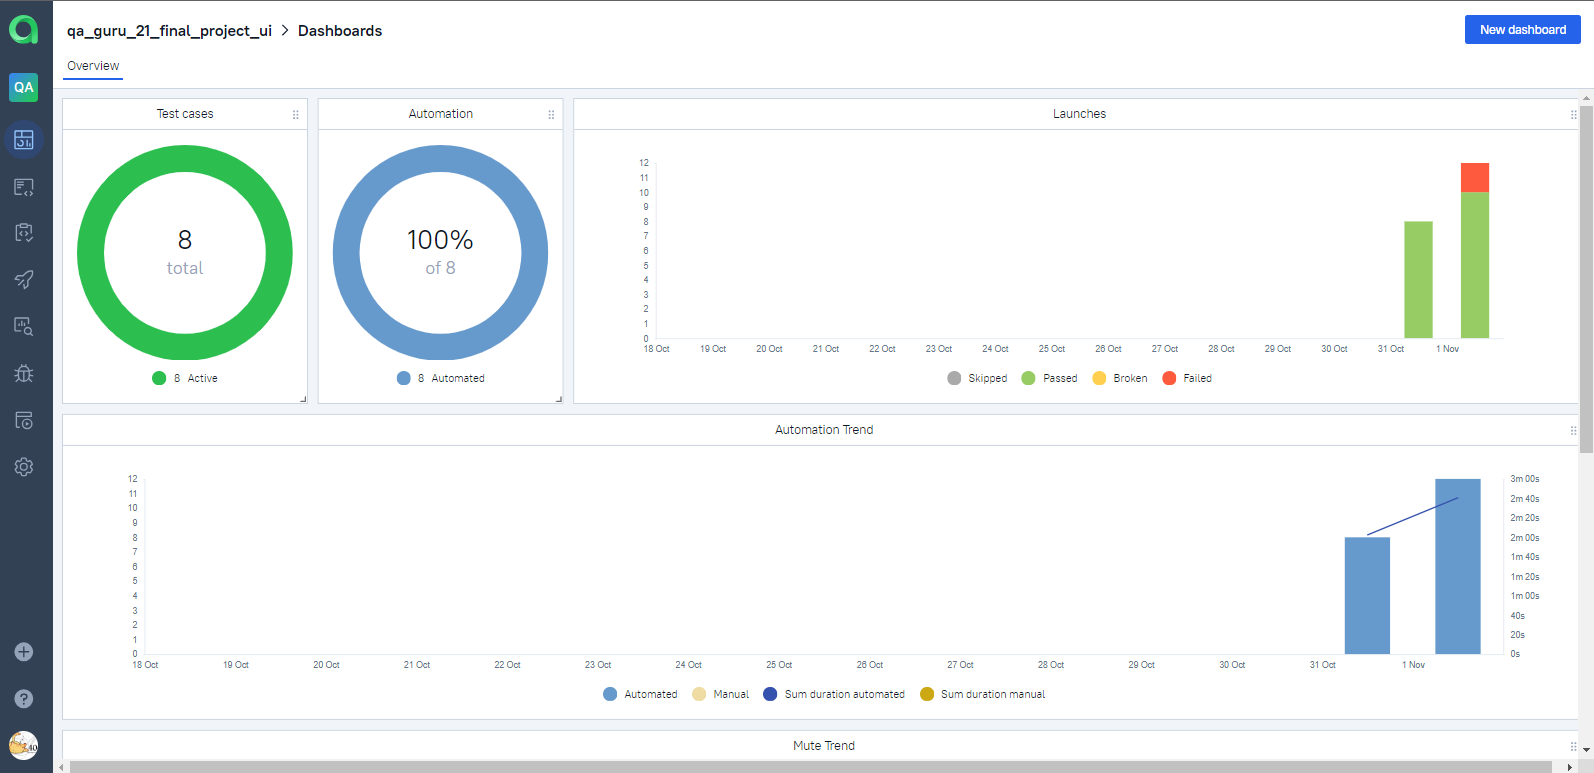 qa_guru_21_final_project_ui > Dashboards
New dashboard
Overview
QA
Test cases
8
total
8 Active
Automation
100%
of 8
8 Automated
Launches
12
11
10
9
8
7
6
5
4
3
2
1
0
18 Oct 19 Oct 20 Oct 21 Oct 22 Oct 23 Oct 24 Oct 25 Oct 26 Oct 27 Oct 28 Oct 29 Oct 30 Oct 31 Oct 1 Nov
Skipped Passed Broken Failed
Automation Trend
12
11
10
9
8
7
6
5
4
3
2
1
0
3m 00s
2m 40s
2m 20s
2m 00s
1m 40s
1m 20s
1m 00s
40s
20s
0s
18 Oct 19 Oct 20 Oct 21 Oct 22 Oct 23 Oct 24 Oct 25 Oct 26 Oct 27 Oct 28 Oct 29 Oct 30 Oct 31 Oct 1 Nov
Automated Manual Sum duration automated Sum duration manual
Mute Trend